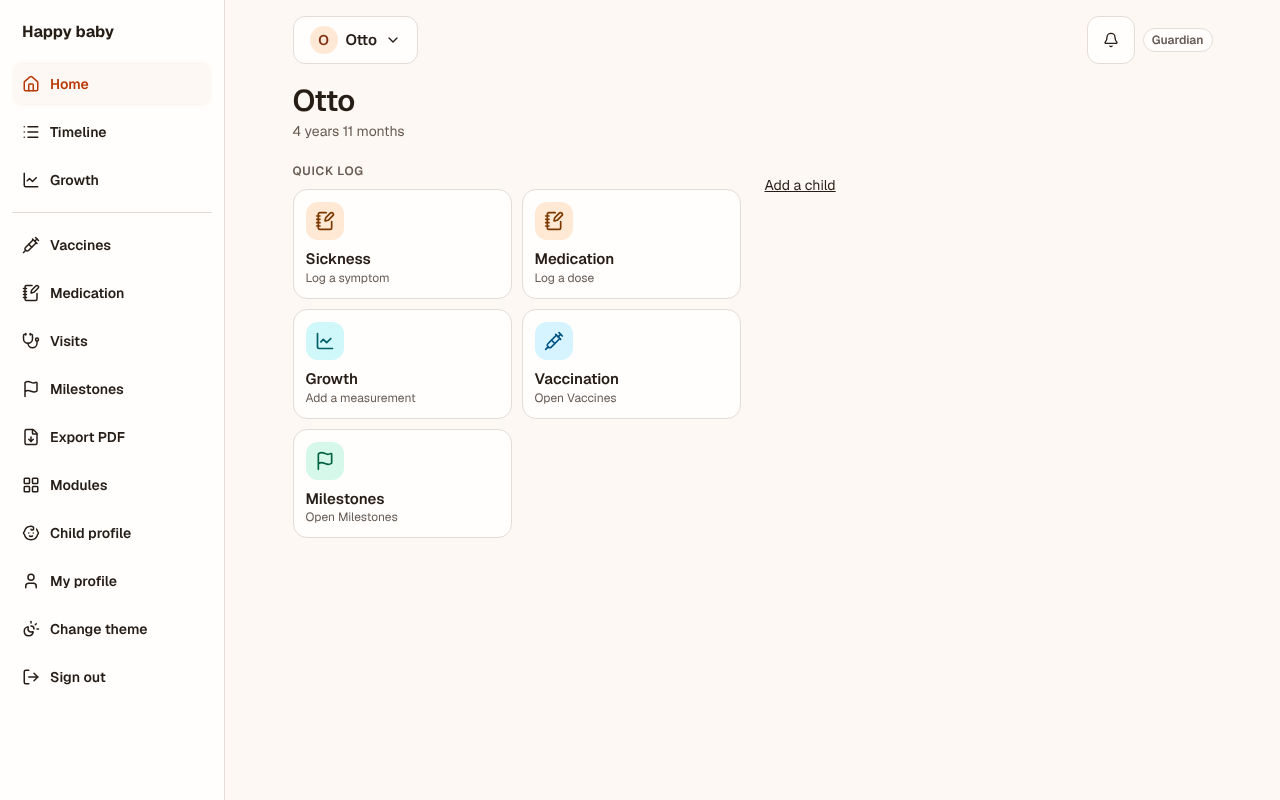 Happy baby
Home
Timeline
Growth
Vaccines
Medication
Visits
Milestones
Export PDF
Modules
Child profile
My profile
Change theme
Sign out
O Otto
Guardian
Otto
4 years 11 months
QUICK LOG
Add a child
Sickness
Log a symptom
Medication
Log a dose
Growth
Add a measurement
Vaccination
Open Vaccines
Milestones
Open Milestones